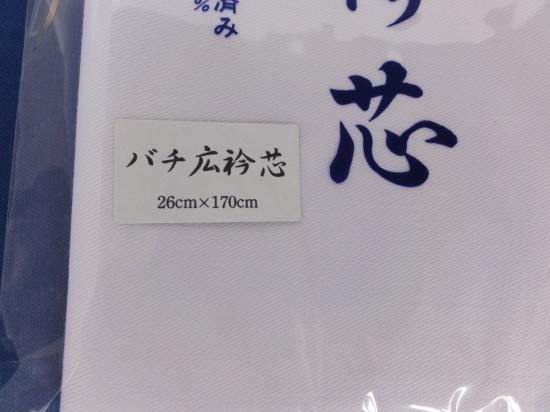 済み
%
芯
バチ広衿芯
26cm×170cm